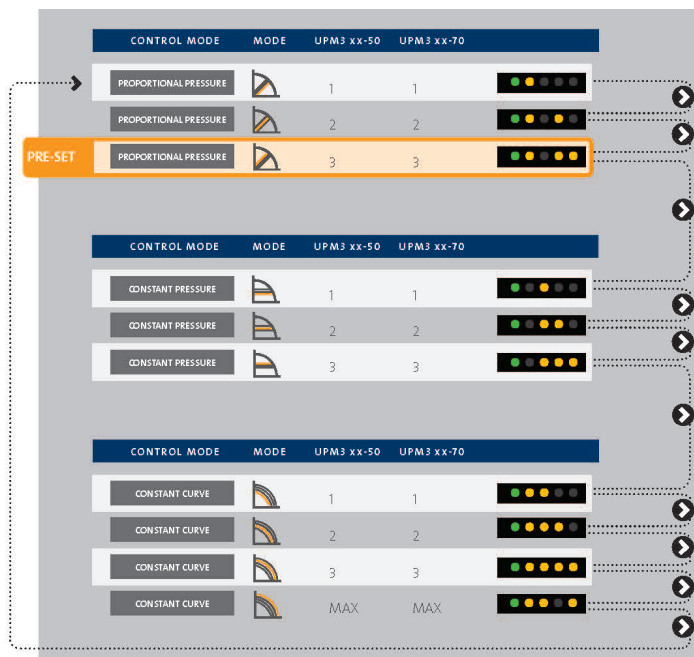 CONTROL MODE MODE UPM3 xx-50 UPM3 xx-70
PROPORTIONAL PRESSURE 1 1
PROPORTIONAL PRESSURE 2 2
PRE-SET PROPORTIONAL PRESSURE 3 3
CONTROL MODE MODE UPM3 xx-50 UPM3 xx-70
CONSTANT PRESSURE 1 1
CONSTANT PRESSURE 2 2
CONSTANT PRESSURE 3 3
CONTROL MODE MODE UPM3 xx-50 UPM3 xx-70
CONSTANT CURVE 1 1
CONSTANT CURVE 2 2
CONSTANT CURVE 3 3
CONSTANT CURVE MAX MAX